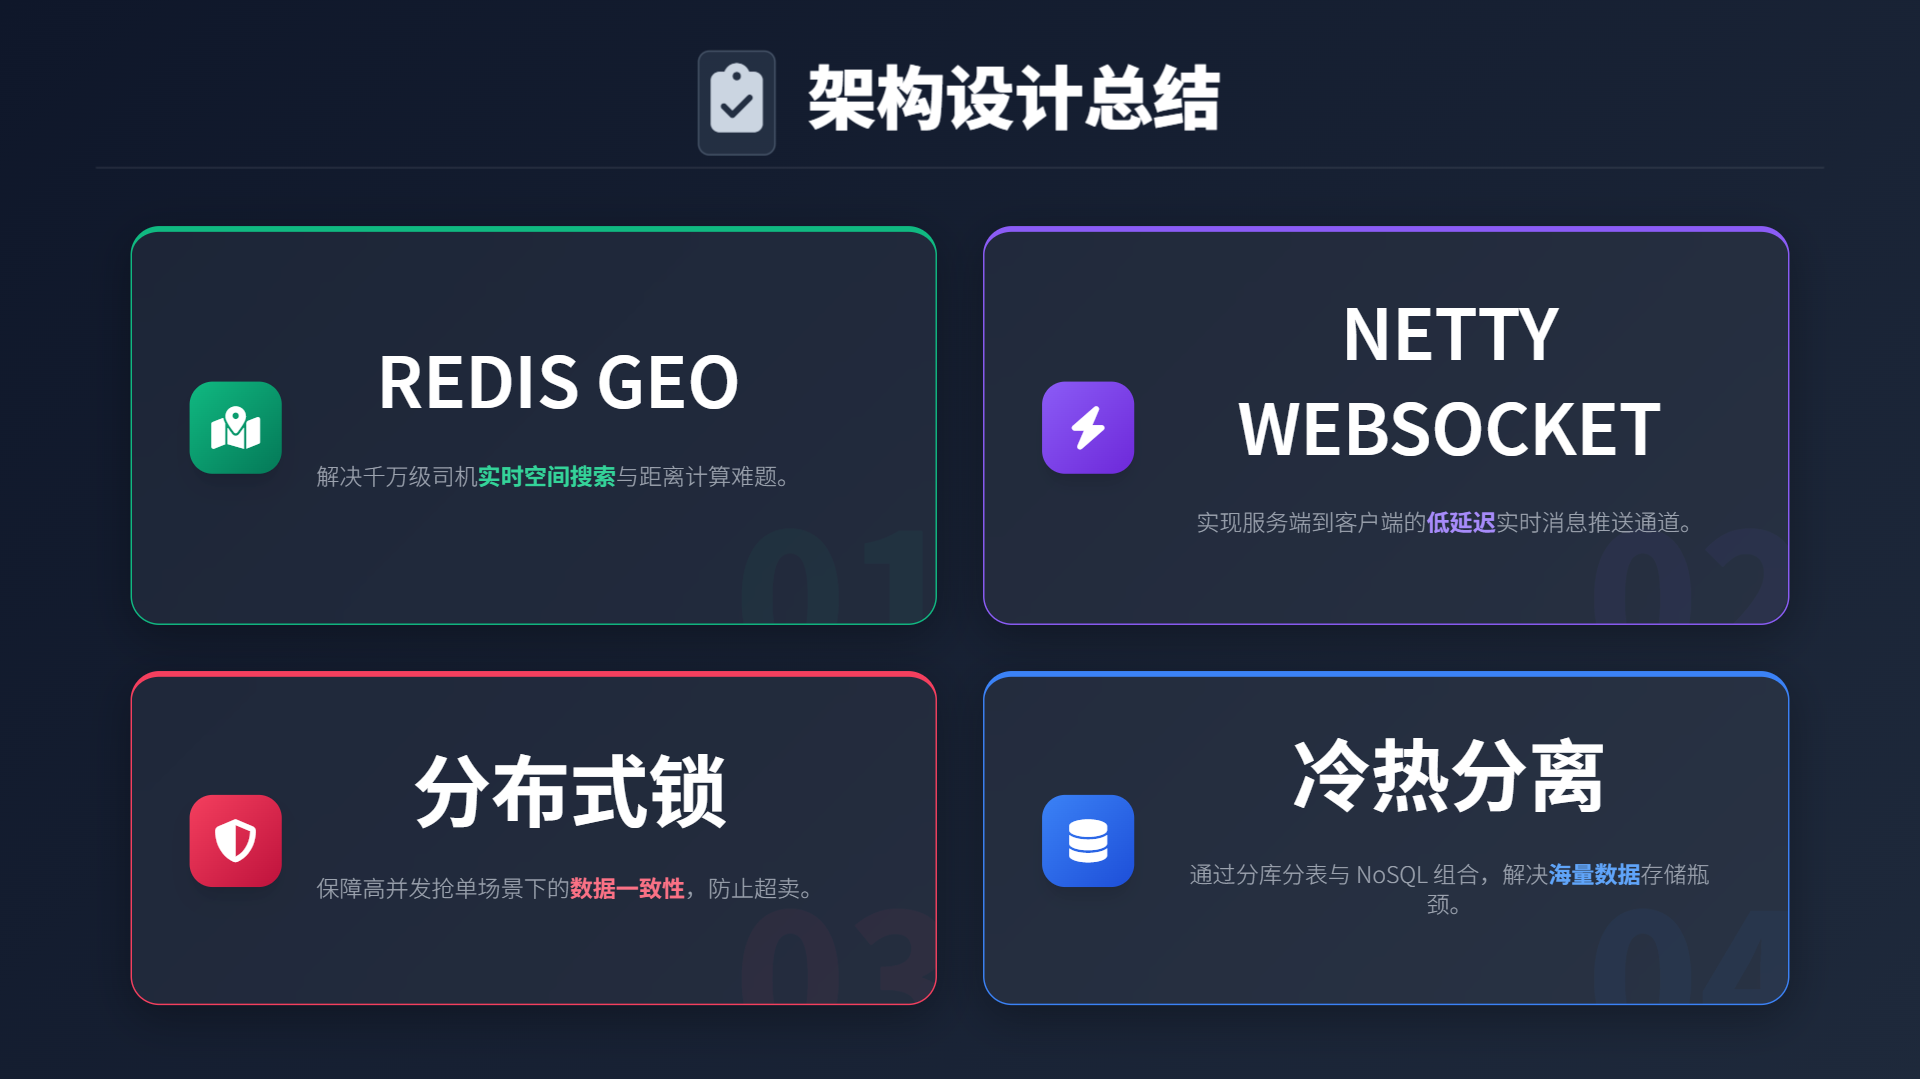 架构设计总结
REDIS GEO
解决千万级司机实时空间搜索与距离计算难题。
01
NETTY
WEBSOCKET
实现服务端到客户端的低延迟实时消息推送通道。
02
分布式锁
保障高并发抢单场景下的数据一致性，防止超卖。
03
冷热分离
通过分库分表与 NoSQL 组合，解决海量数据存储瓶
颈。
04